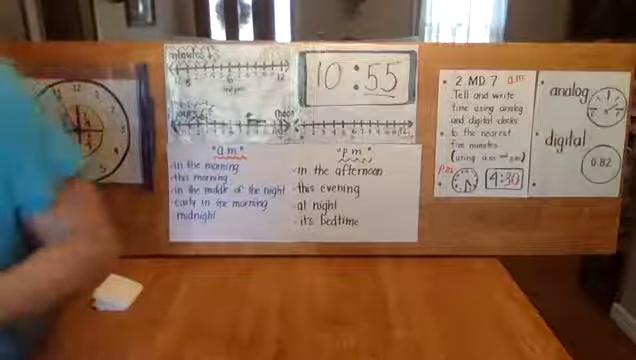 minutes
10:55
"a.m"
in the morning
this morning
in the middle of the night
early in the morning
midnight
"p.m"
in the afternoon
this evening
at night
it's bedtime
2 MD 7 a.m
Tell and write
time using analog
and digital clocks
to the nearest
five minutes
(using a.m and pm)
p.m
4:30
analog
digital
0:82